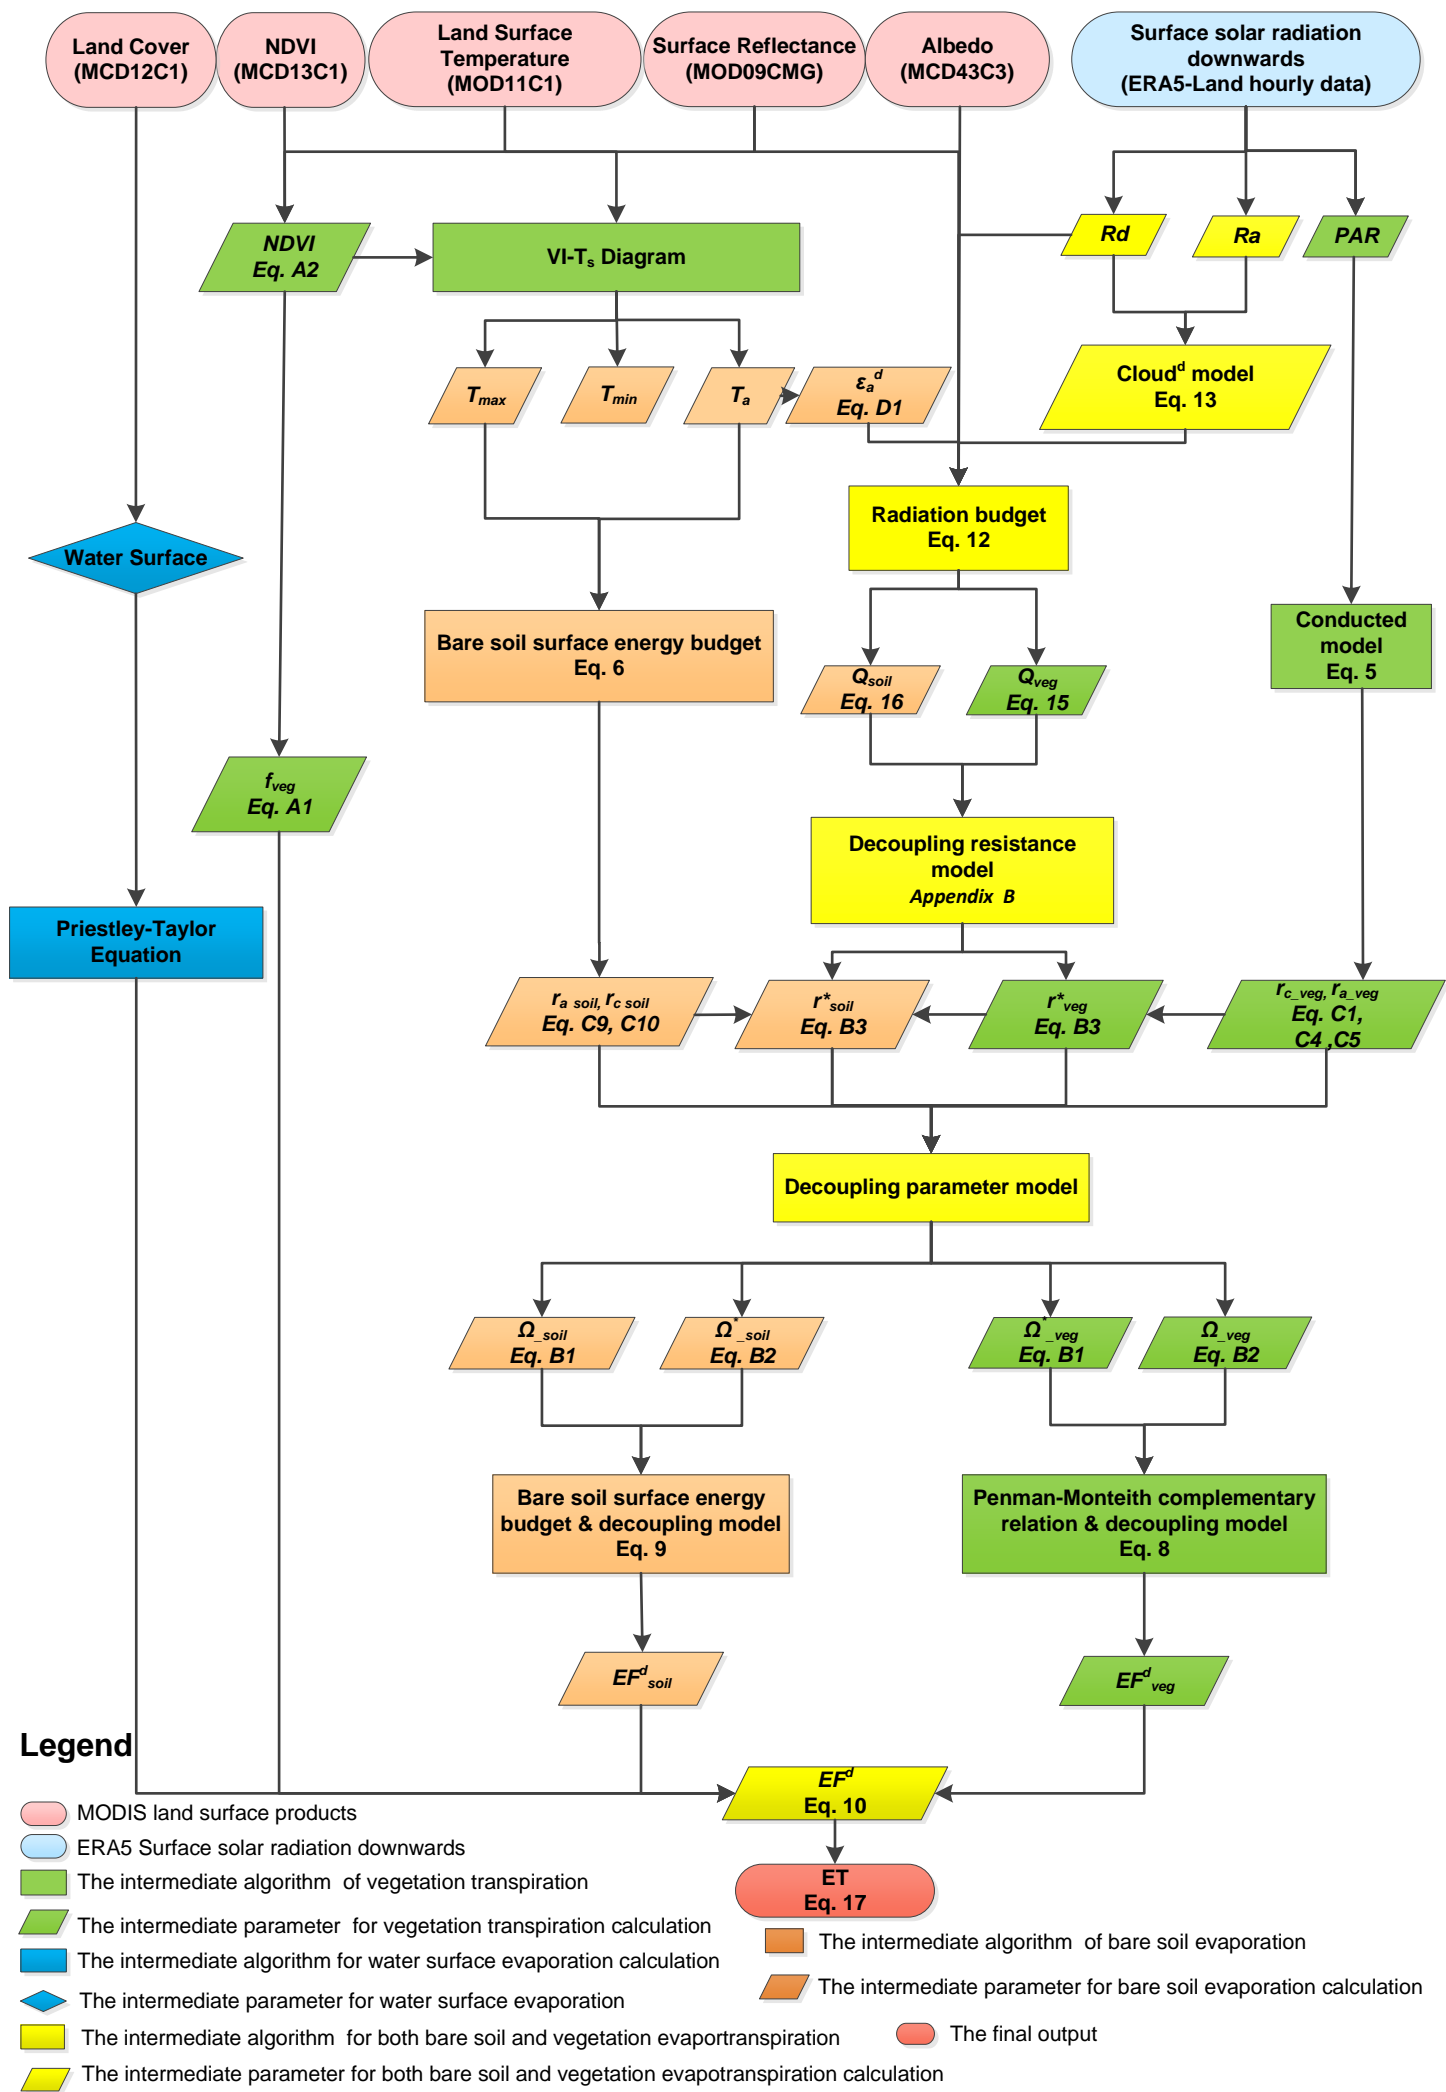 Land Cover
(MCD12C1)
NDVI
(MCD13C1)
Land Surface
Temperature
(MOD11C1)
Surface Reflectance
(MOD09CMG)
Albedo
(MCD43C3)
Surface solar radiation
downwards
(ERA5-Land hourly data)
NDVI
Eq. A2
VI-Ts Diagram
Rd
Ra
PAR
Tmax
Tmin
Ta
εa^d
Eq. D1
Cloud^d model
Eq. 13
Radiation budget
Eq. 12
Water Surface
Bare soil surface energy budget
Eq. 6
Conducted
model
Eq. 5
Qsoil
Eq. 16
Qveg
Eq. 15
fveg
Eq. A1
Decoupling resistance
model
Appendix B
Priestley-Taylor
Equation
ra soil, rc soil
Eq. C9, C10
r*soil
Eq. B3
r*veg
Eq. B3
rc_veg, ra_veg
Eq. C1,
C4 ,C5
Decoupling parameter model
Ω_soil
Eq. B1
Ω*_soil
Eq. B2
Ω*_veg
Eq. B1
Ω_veg
Eq. B2
Bare soil surface energy
budget & decoupling model
Eq. 9
Penman-Monteith complementary
relation & decoupling model
Eq. 8
EF^d soil
EF^d veg
EF^d
Eq. 10
ET
Eq. 17
Legend
MODIS land surface products
ERA5 Surface solar radiation downwards
The intermediate algorithm of vegetation transpiration
The intermediate parameter for vegetation transpiration calculation
The intermediate algorithm for water surface evaporation calculation
The intermediate parameter for water surface evaporation
The intermediate algorithm for both bare soil and vegetation evaportranspiration
The intermediate parameter for both bare soil and vegetation evapotranspiration calculation
The intermediate algorithm of bare soil evaporation
The intermediate parameter for bare soil evaporation calculation
The final output